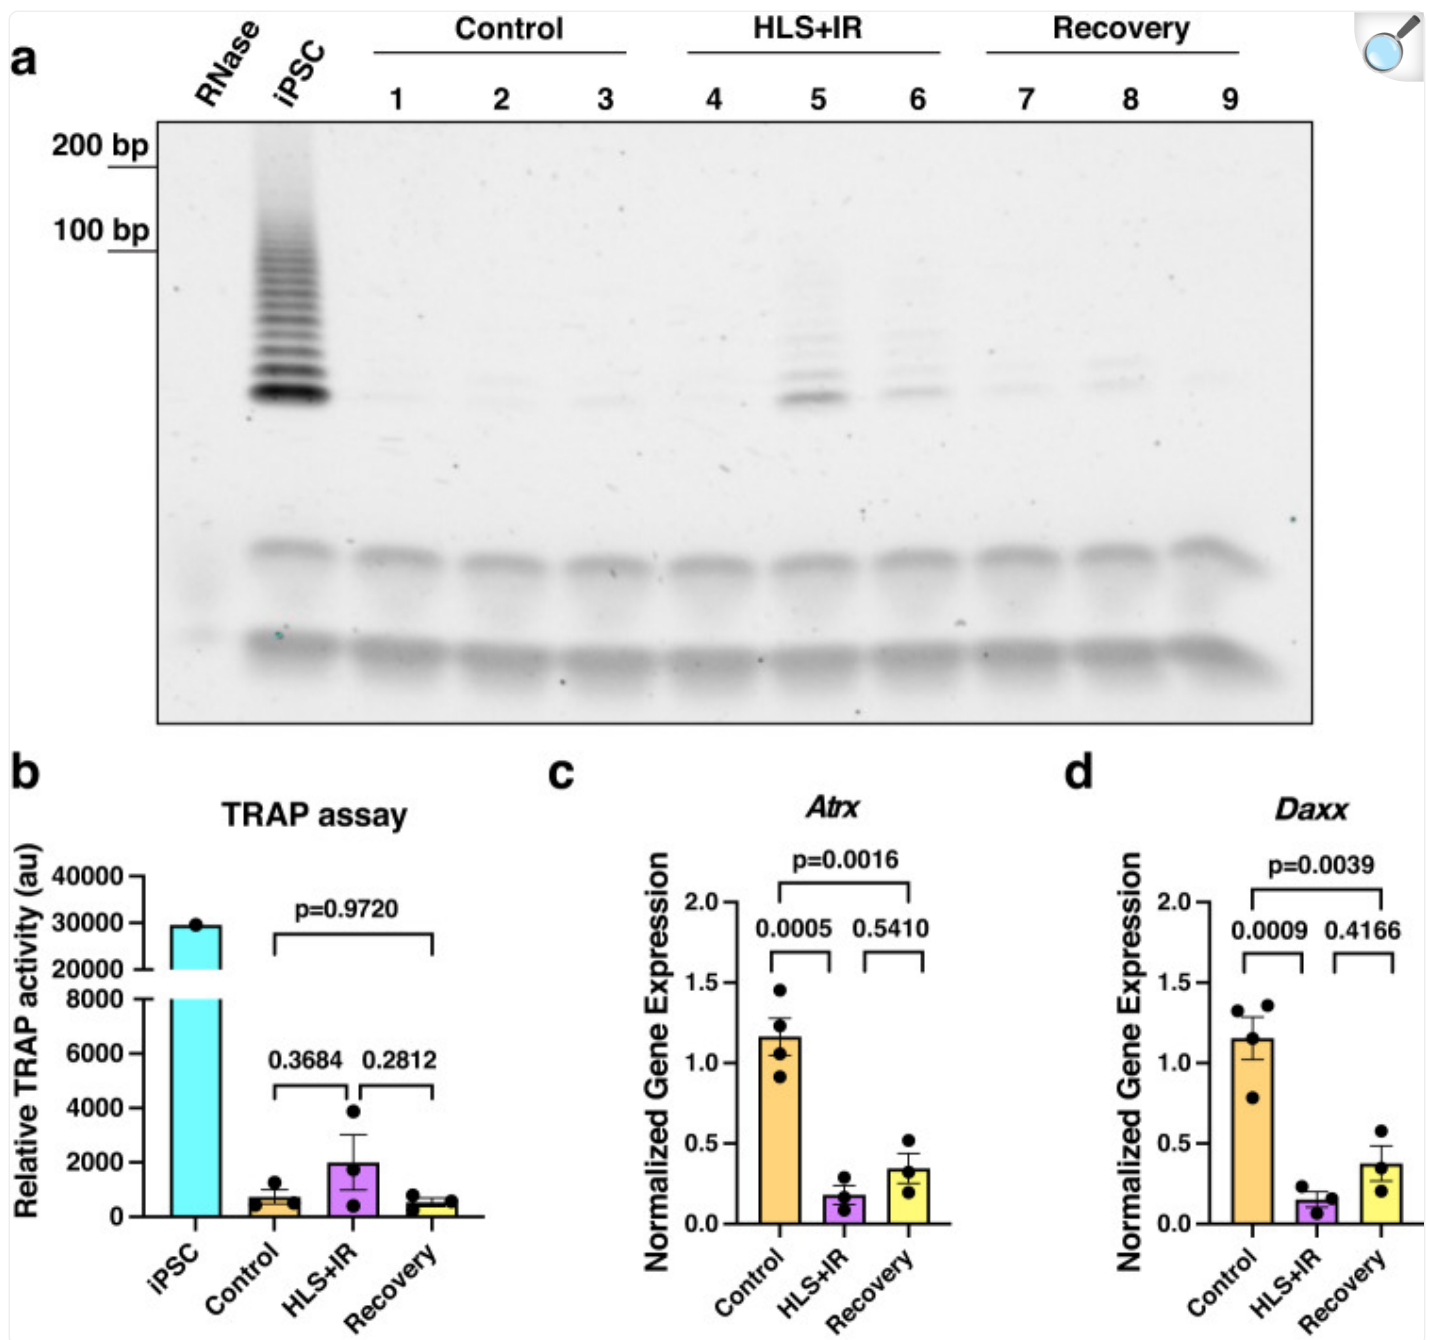 a
RNase
iPSC
Control
HLS+IR
Recovery
1 2 3 4 5 6 7 8 9
200 bp
100 bp
b
TRAP assay
Relative TRAP activity (au)
40000
30000
20000
8000
6000
4000
2000
0
p=0.9720
0.3684 0.2812
iPSC
Control
HLS+IR
Recovery
c
Atrx
Normalized Gene Expression
2.0
1.5
1.0
0.5
0.0
p=0.0016
0.0005 0.5410
Control
HLS+IR
Recovery
d
Daxx
Normalized Gene Expression
2.0
1.5
1.0
0.5
0.0
p=0.0039
0.0009 0.4166
Control
HLS+IR
Recovery